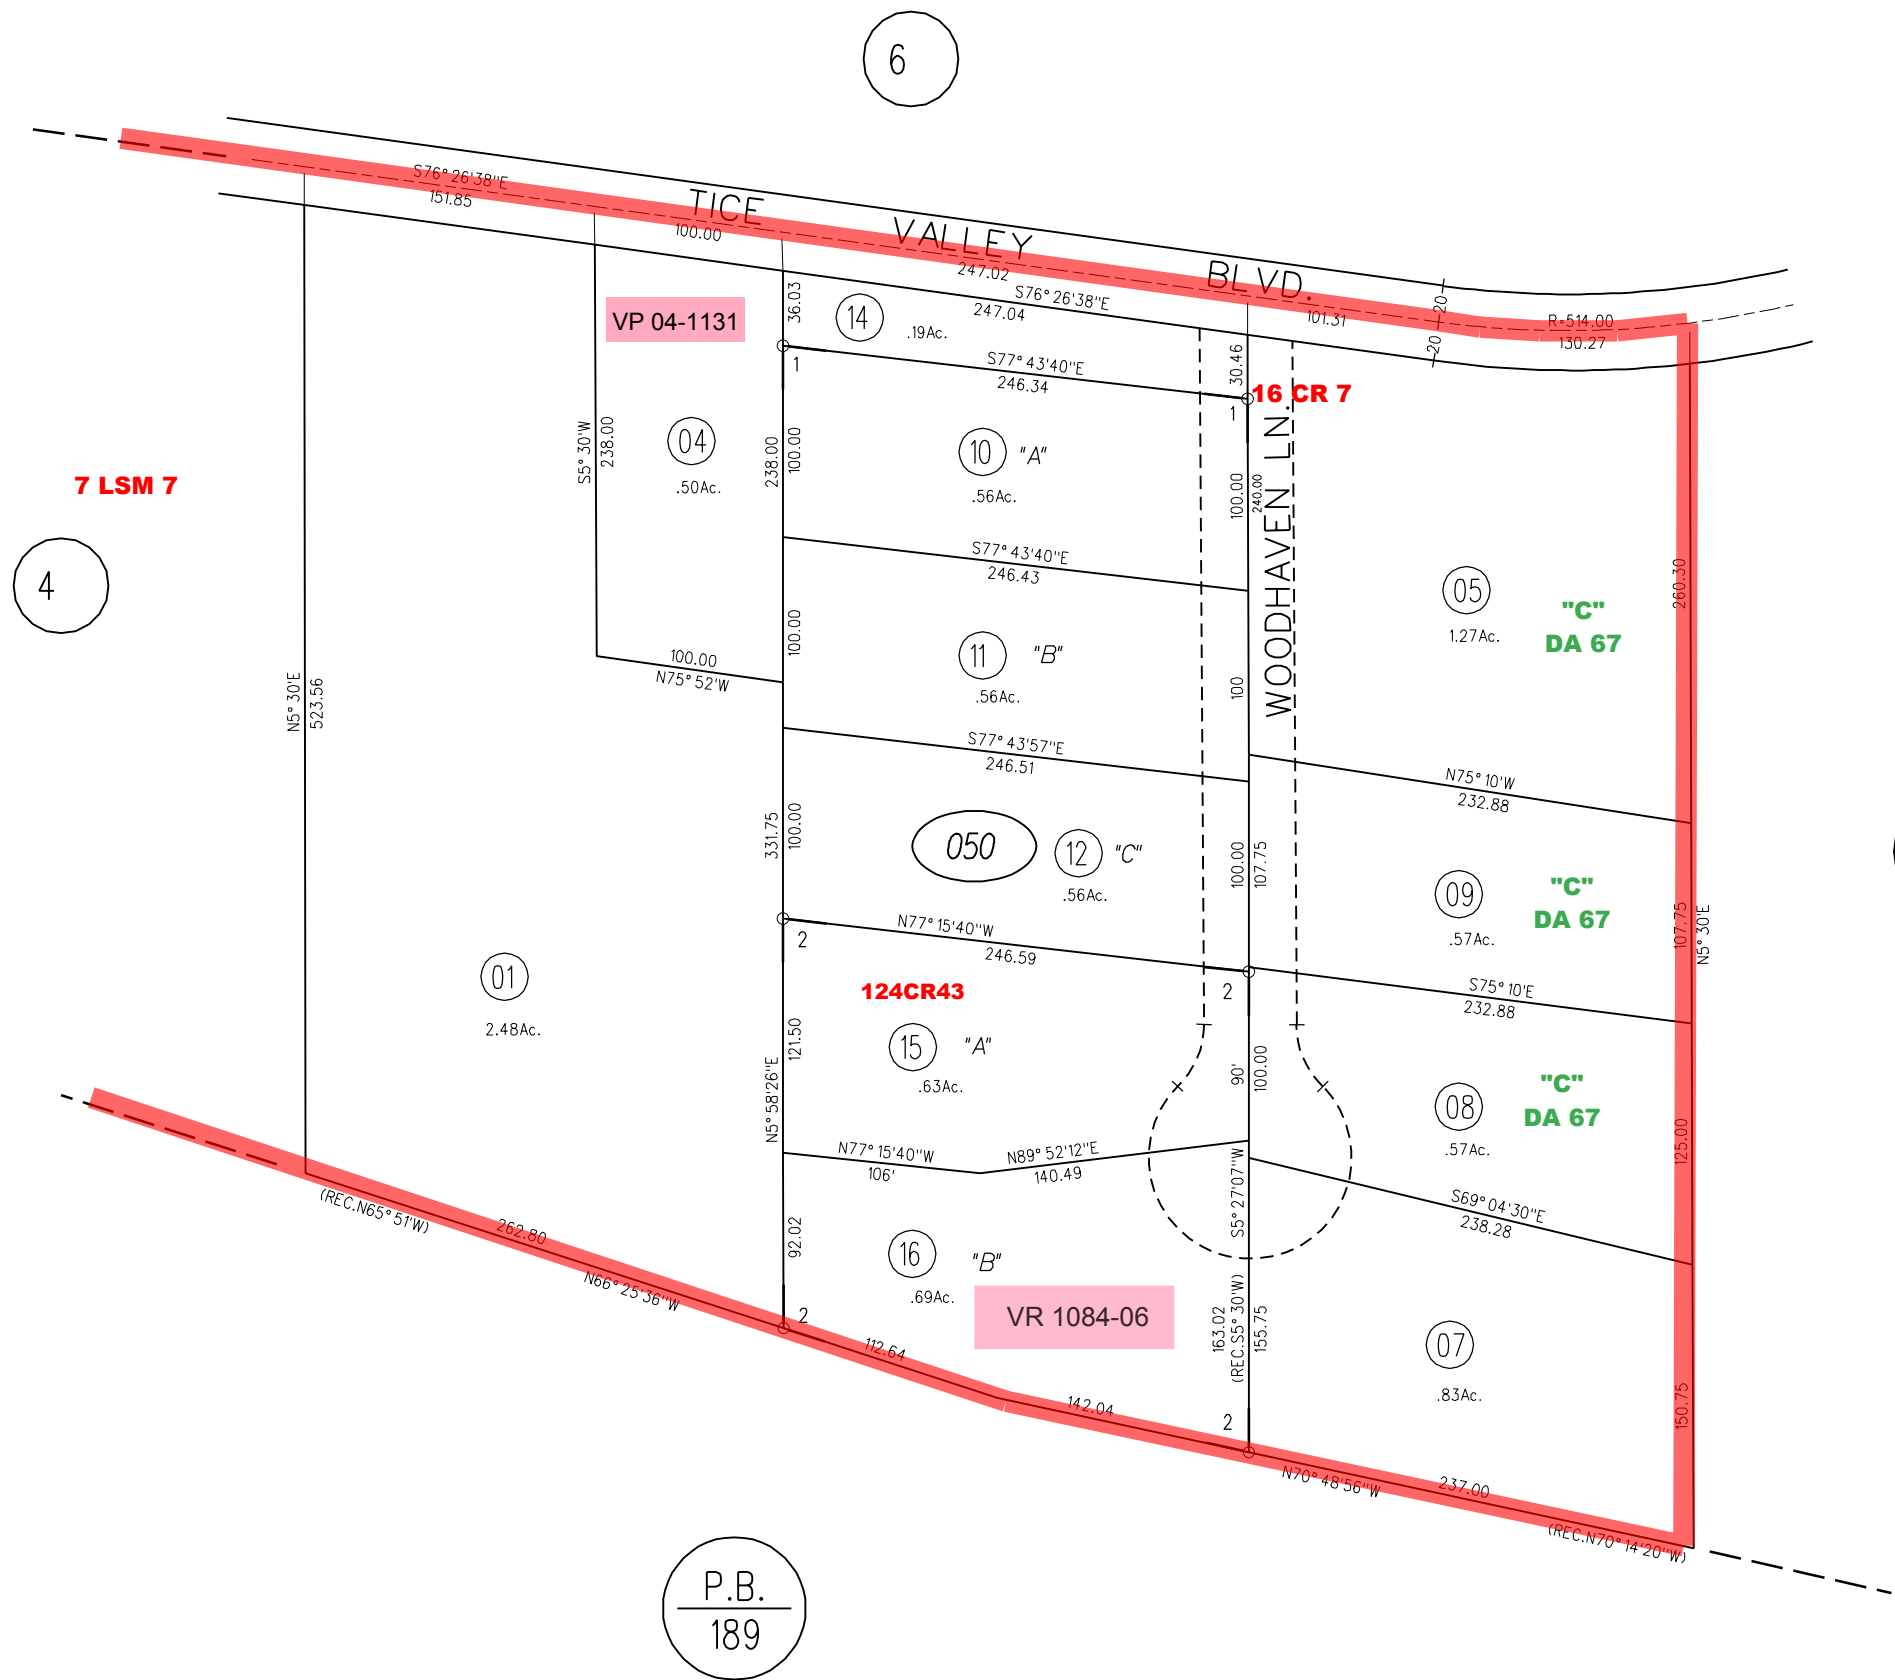 6
S76°26'38"E
151.85
TICE VALLEY BLVD.
100.00
247.02
S76°26'38"E
247.04
101.31
20
20
R=514.00
130.27
VP 04-1131
36.03
14
.19Ac.
30.46
S77°43'40"E
246.34
1
1
16 CR 7
7 LSM 7
4
S5°30'W
238.00
04
.50Ac.
238.00
100.00
10 "A"
.56Ac.
100.00
240.00
WOODHAVEN LN.
S77°43'40"E
246.43
05
1.27Ac.
"C"
DA 67
260.30
N5°30'E
523.56
100.00
N75°52'W
100.00
11 "B"
.56Ac.
100
S77°43'57"E
246.51
N75°10'W
232.88
331.75
100.00
050
12 "C"
.56Ac.
100.00
107.75
09
.57Ac.
"C"
DA 67
107.75
N5°30'E
N77°15'40"W
246.59
2
2
S75°10'E
232.88
01
2.48Ac.
124CR43
15 "A"
.63Ac.
121.50
N5°58'26"E
90'
100.00
08
.57Ac.
"C"
DA 67
125.00
N77°15'40"W
106'
N89°52'12"E
140.49
S5°27'07"W
(REC.S5°30'W)
163.02
155.75
S69°04'30"E
238.28
(REC.N65°51'W)
262.80
N66°25'36"W
92.02
16 "B"
.69Ac.
VR 1084-06
2
112.64
142.04
2
07
.83Ac.
150.75
N70°48'56"W
237.00
(REC.N70°14'20"W)
P.B.
189